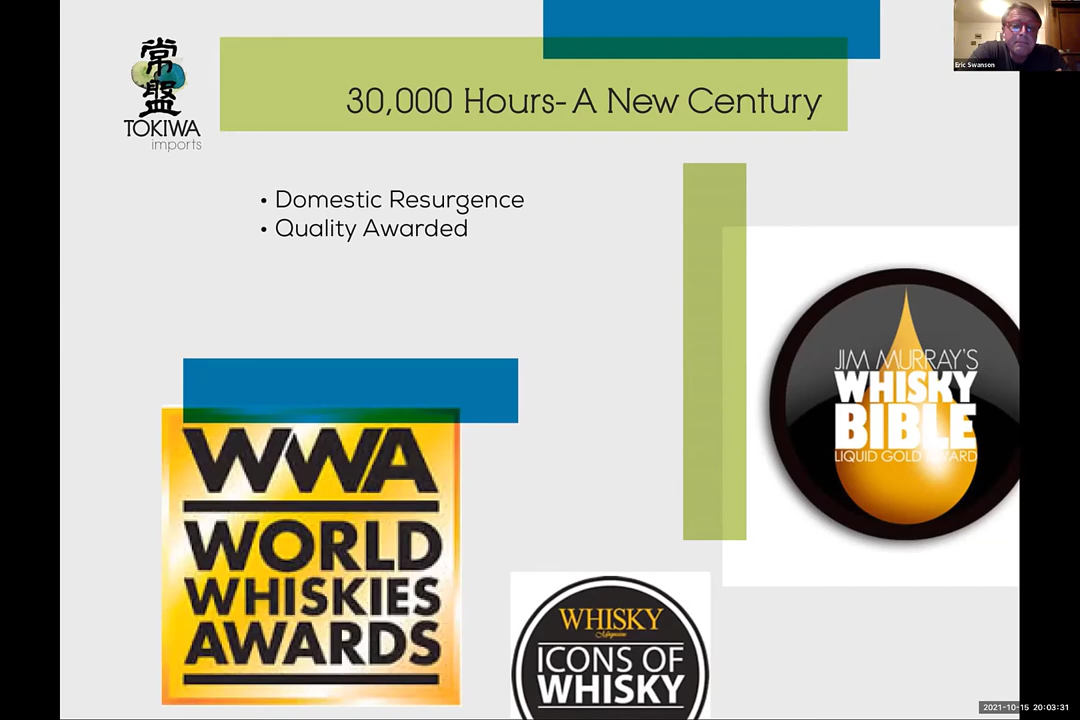 常
盤
TOKIWA
imports
30,000 Hours-A New Century
Eric Swanson
• Domestic Resurgence
• Quality Awarded
JIM MURRAY'S
WHISKY
BIBLE
LIQUID GOLD AWARD
WWA
WORLD
WHISKIES
AWARDS
WHISKY
Magazine
ICONS OF
WHISKY
2021-10-15 20:03:31